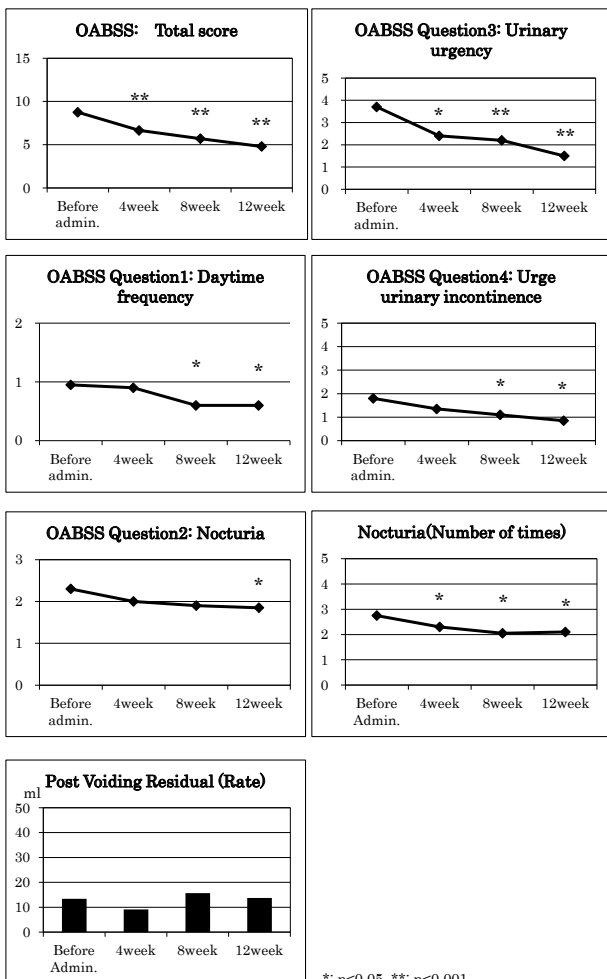 OABSS: Total score
15
10
5
0
** ** **
Before admin. 4week 8week 12week
OABSS Question3: Urinary
urgency
5
4
3
2
1
0
* ** **
Before admin. 4week 8week 12week
OABSS Question1: Daytime
frequency
2
1
0
* *
Before admin. 4week 8week 12week
OABSS Question4: Urge
urinary incontinence
5
4
3
2
1
0
* *
Before admin. 4week 8week 12week
OABSS Question2: Nocturia
3
2
1
0
*
Before admin. 4week 8week 12week
Nocturia(Number of times)
5
4
3
2
1
0
* * *
Before Admin. 4week 8week 12week
Post Voiding Residual (Rate)
ml
50
40
30
20
10
0
Before Admin. 4week 8week 12week
*: p<0.05, **: p<0.001